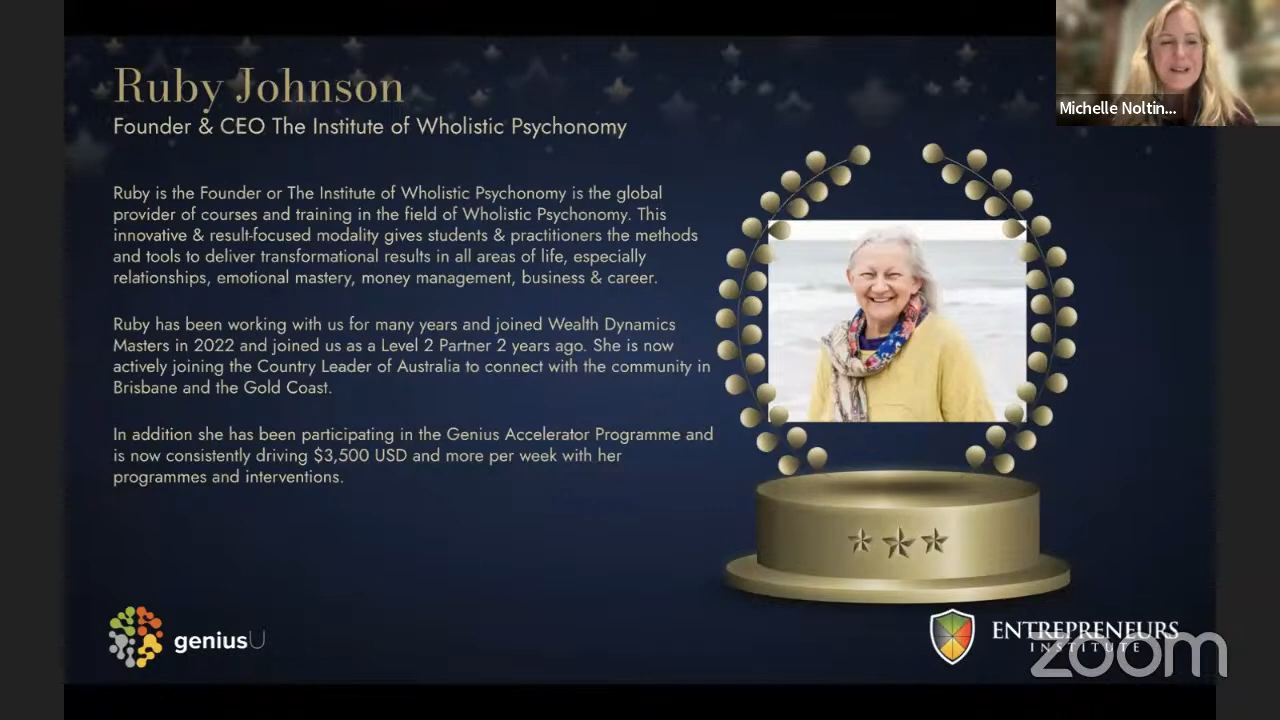 Ruby Johnson
Founder & CEO The Institute of Wholistic Psychonomy
Ruby is the Founder or The Institute of Wholistic Psychonomy is the global
provider of courses and training in the field of Wholistic Psychonomy. This
innovative & result-focused modality gives students & practitioners the methods
and tools to deliver transformational results in all areas of life, especially
relationships, emotional mastery, money management, business & career.
Ruby has been working with us for many years and joined Wealth Dynamics
Masters in 2022 and joined us as a Level 2 Partner 2 years ago. She is now
actively joining the Country Leader of Australia to connect with the community in
Brisbane and the Gold Coast.
In addition she has been participating in the Genius Accelerator Programme and
is now consistently driving $3,500 USD and more per week with her
programmes and interventions.
Michelle Noltin...
geniusU
ENTREPRENEURS
INSTITUTE
zoom